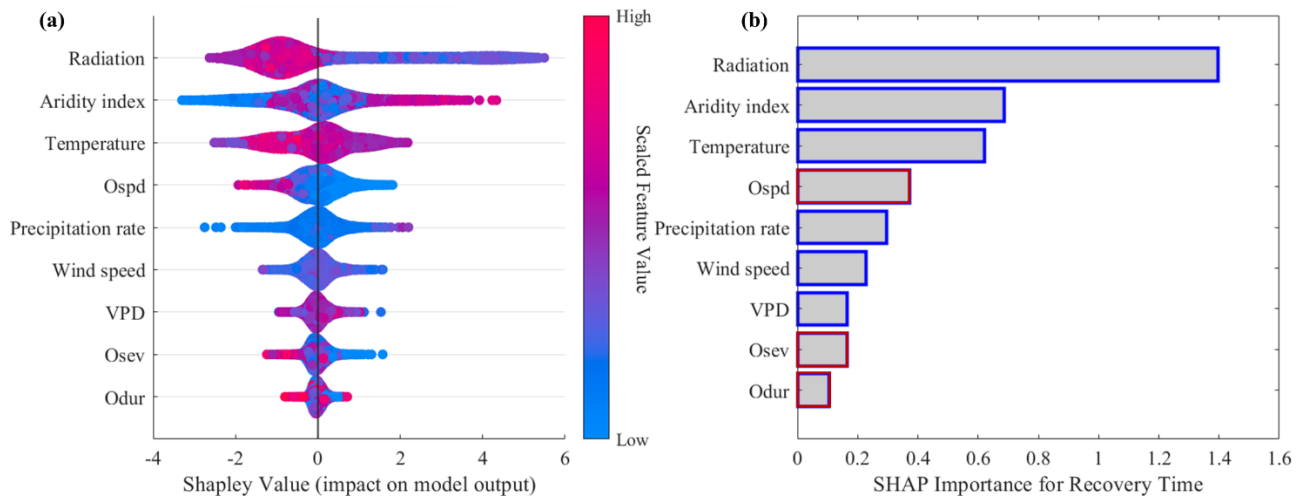 (a)
Radiation
Aridity index
Temperature
Ospd
Precipitation rate
Wind speed
VPD
Osev
Odur
-4 -2 0 2 4 6
Shapley Value (impact on model output)
High
Low
Scaled Feature Value
(b)
Radiation
Aridity index
Temperature
Ospd
Precipitation rate
Wind speed
VPD
Osev
Odur
0 0.2 0.4 0.6 0.8 1 1.2 1.4 1.6
SHAP Importance for Recovery Time